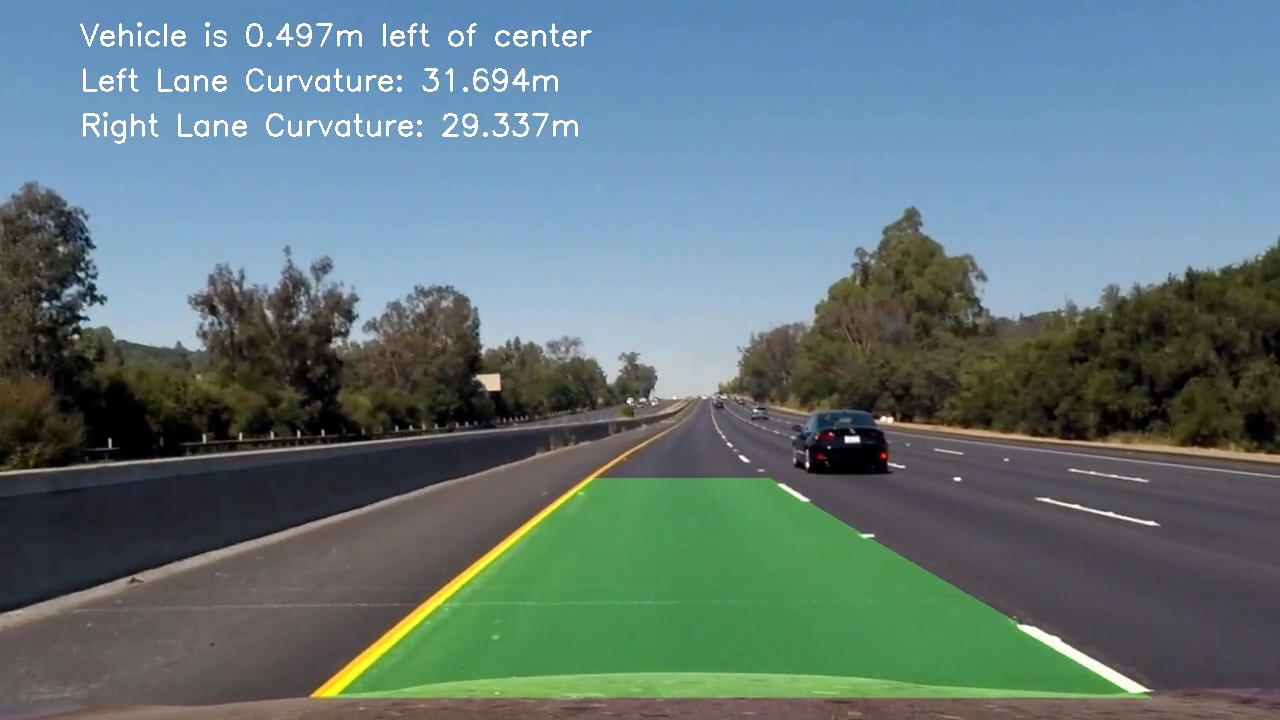 Vehicle is 0.497m left of center
Left Lane Curvature: 31.694m
Right Lane Curvature: 29.337m